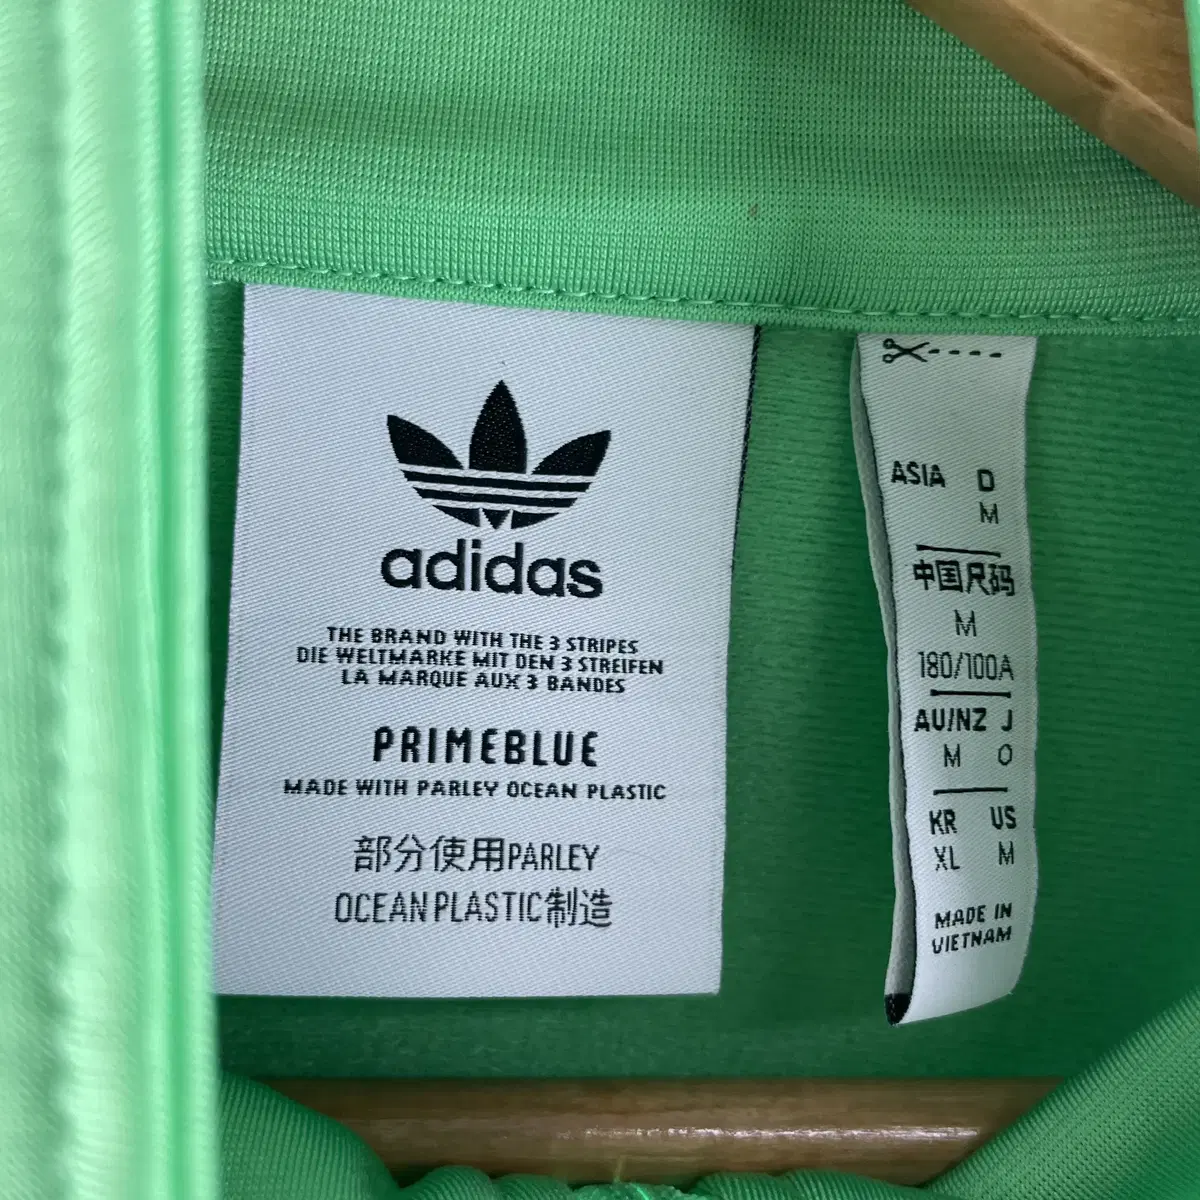 adidas
THE BRAND WITH THE 3 STRIPES
DIE WELTMARKE MIT DEN 3 STREIFEN
LA MARQUE AUX 3 BANDES
PRIMEBLUE
MADE WITH PARLEY OCEAN PLASTIC
部分使用PARLEY
OCEAN PLASTIC制造
ASIA D
M
中国尺码
M
180/100A
AU/NZ J
M O
KR US
XL M
MADE IN
VIETNAM